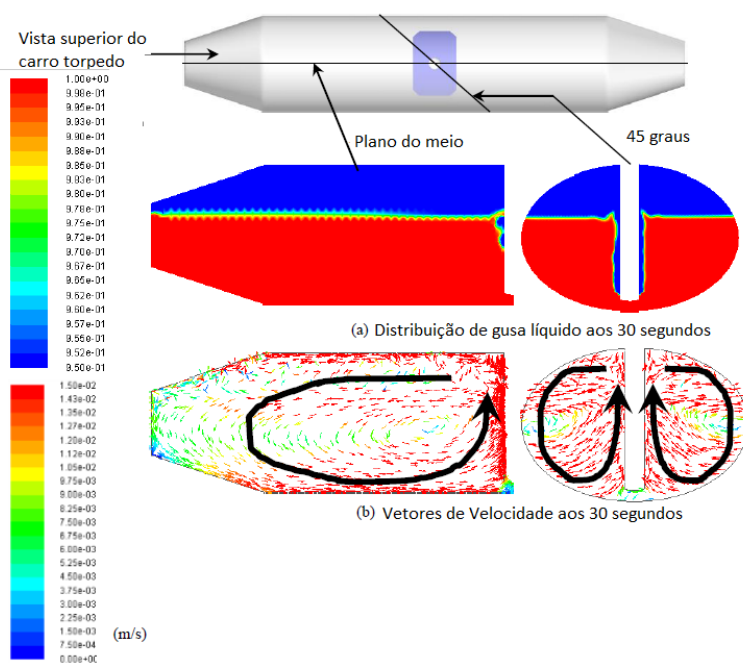 Vista superior do
carro torpedo
Plano do meio
45 graus
1.00e+00
9.98e-01
9.95e-01
9.93e-01
9.90e-01
9.88e-01
9.85e-01
9.83e-01
9.80e-01
9.78e-01
9.75e-01
9.72e-01
9.70e-01
9.67e-01
9.65e-01
9.62e-01
9.60e-01
9.57e-01
9.55e-01
9.52e-01
9.50e-01
(a) Distribuição de gusa líquido aos 30 segundos
1.50e-02
1.43e-02
1.35e-02
1.27e-02
1.20e-02
1.12e-02
1.05e-02
9.75e-03
9.00e-03
8.25e-03
7.50e-03
6.75e-03
6.00e-03
5.25e-03
4.50e-03
3.75e-03
3.00e-03
2.25e-03
1.50e-03
7.50e-04
0.00e+00
(b) Vetores de Velocidade aos 30 segundos
(m/s)